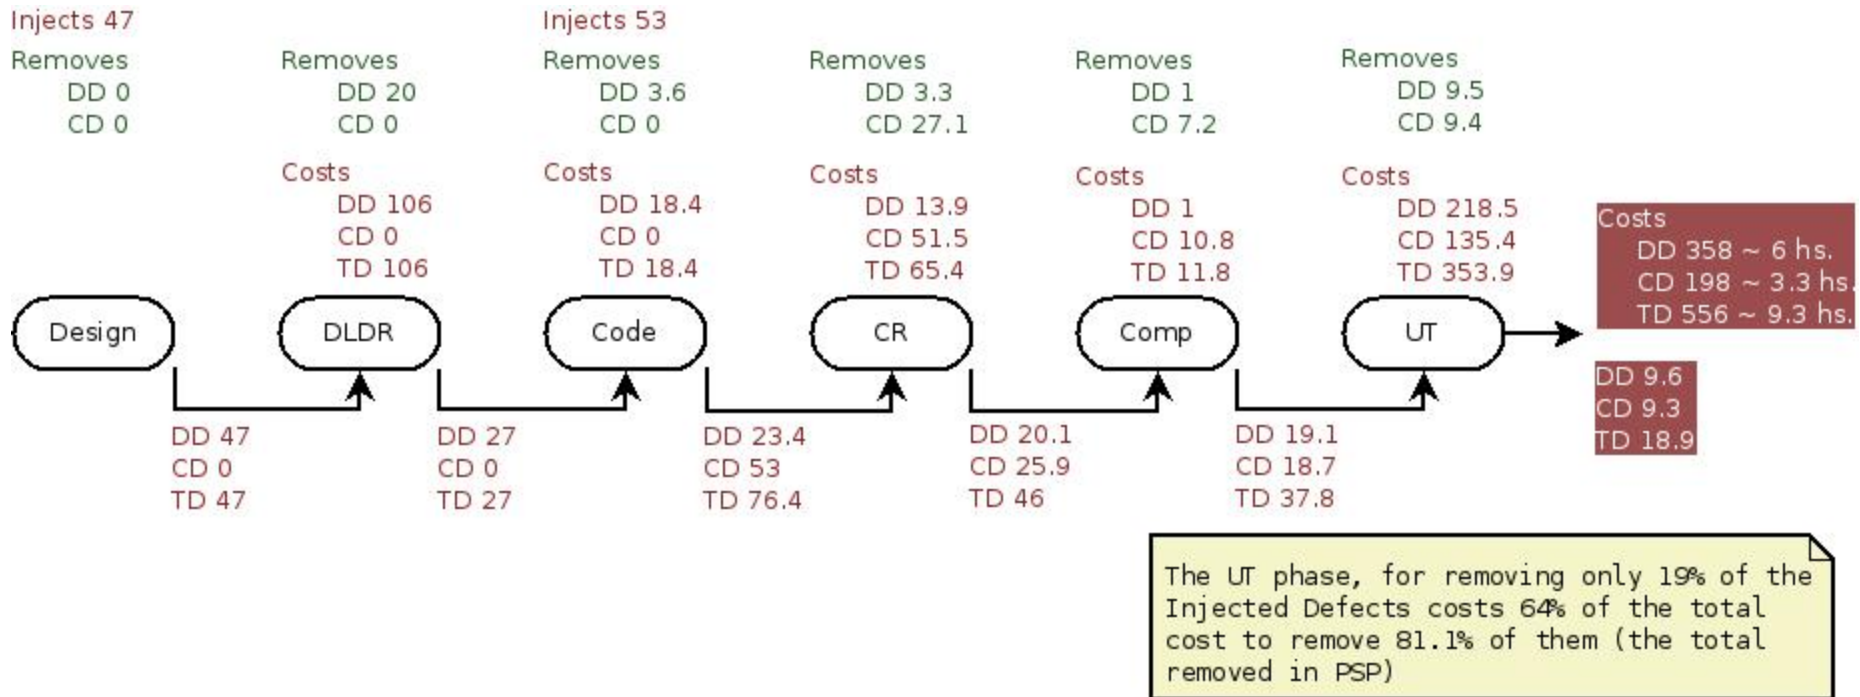 Injects 47
Removes
DD 0
CD 0
Removes
DD 20
CD 0
Costs
DD 106
CD 0
TD 106
Injects 53
Removes
DD 3.6
CD 0
Costs
DD 18.4
CD 0
TD 18.4
Removes
DD 3.3
CD 27.1
Costs
DD 13.9
CD 51.5
TD 65.4
Removes
DD 1
CD 7.2
Costs
DD 1
CD 10.8
TD 11.8
Removes
DD 9.5
CD 9.4
Costs
DD 218.5
CD 135.4
TD 353.9
Costs
DD 358 ~ 6 hs.
CD 198 ~ 3.3 hs.
TD 556 ~ 9.3 hs.
Design
DLDR
Code
CR
Comp
UT
DD 9.6
CD 9.3
TD 18.9
DD 47
CD 0
TD 47
DD 27
CD 0
TD 27
DD 23.4
CD 53
TD 76.4
DD 20.1
CD 25.9
TD 46
DD 19.1
CD 18.7
TD 37.8
The UT phase, for removing only 19% of the
Injected Defects costs 64% of the total
cost to remove 81.1% of them (the total
removed in PSP)